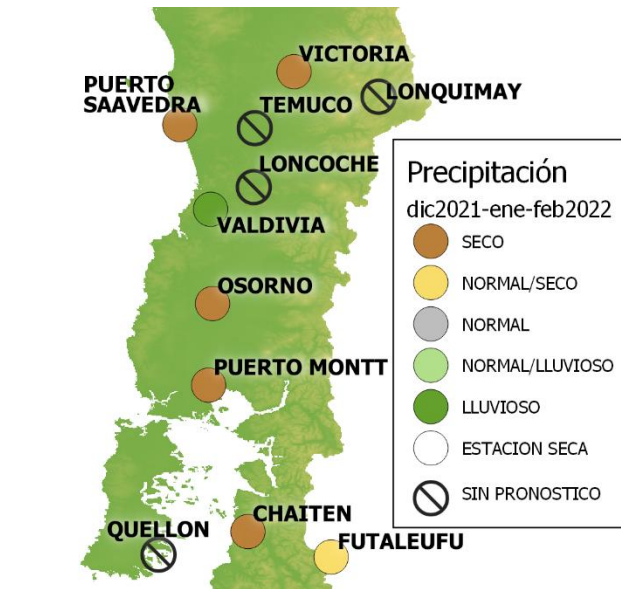 VICTORIA
PUERTO
SAAVEDRA
TEMUCO
LONQUIMAY
LONCOCHE
VALDIVIA
OSORNO
PUERTO MONTT
QUELLON
CHAITEN
FUTALEUFU
Precipitación
dic2021-ene-feb2022
SECO
NORMAL/SECO
NORMAL
NORMAL/LLUVIOSO
LLUVIOSO
ESTACION SECA
SIN PRONOSTICO